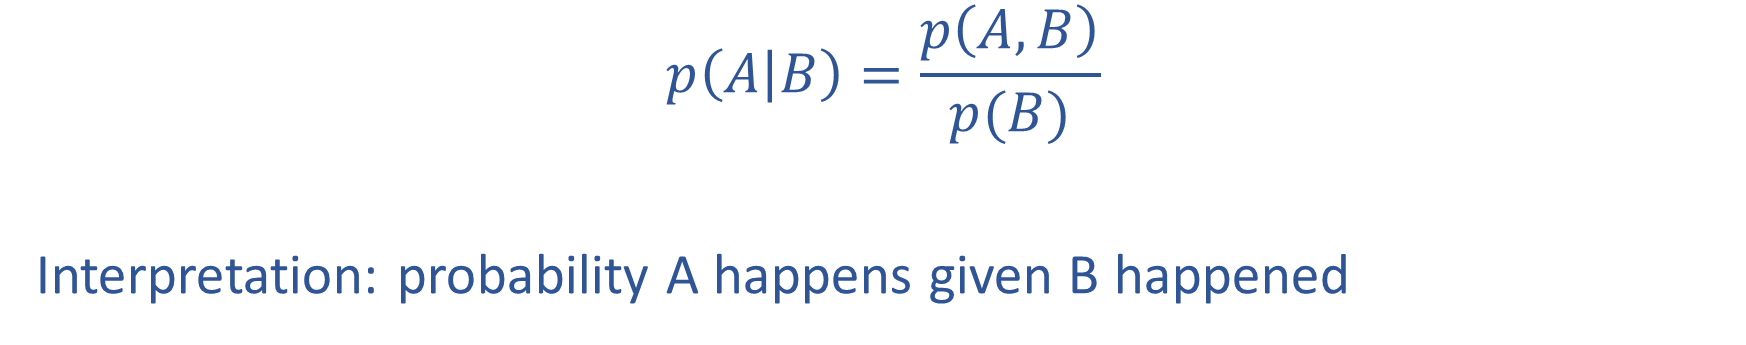 p(A|B) = p(A, B) / p(B)
Interpretation: probability A happens given B happened